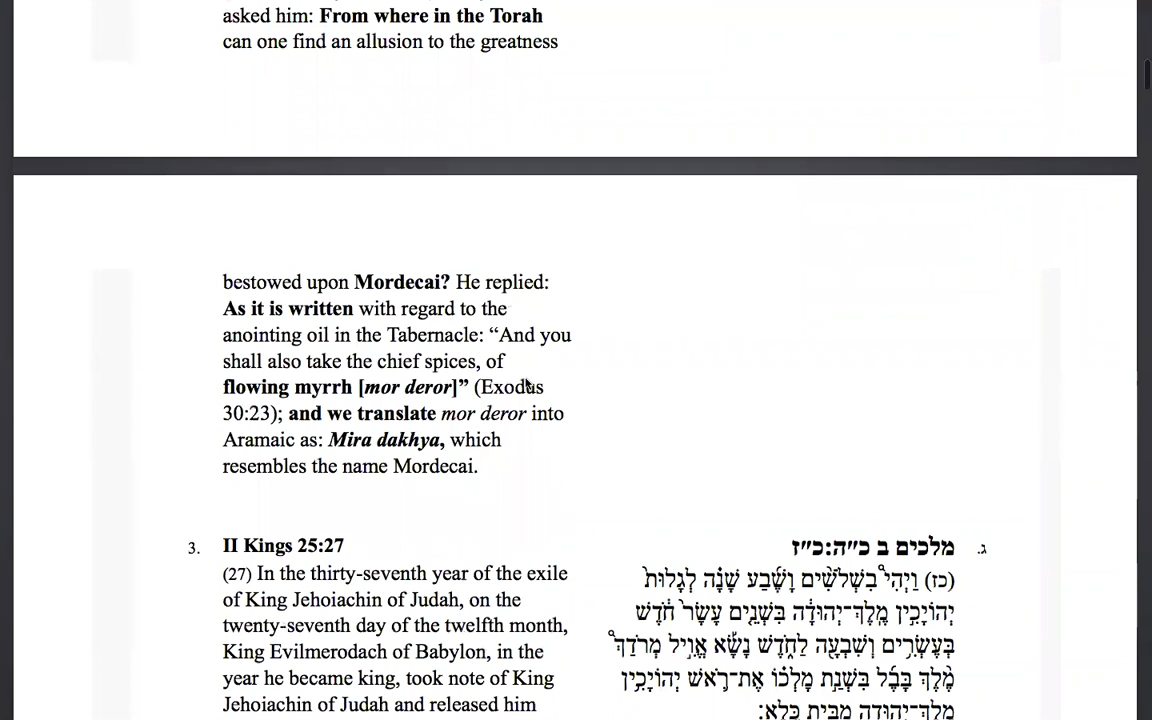 asked him: From where in the Torah
can one find an allusion to the greatness
bestowed upon Mordecai? He replied:
As it is written with regard to the
anointing oil in the Tabernacle: “And you
shall also take the chief spices, of
flowing myrrh [mor deror]” (Exodus
30:23); and we translate mor deror into
Aramaic as: Mira dakhya, which
resembles the name Mordecai.
3. II Kings 25:27
(27) In the thirty-seventh year of the exile
of King Jehoiachin of Judah, on the
twenty-seventh day of the twelfth month,
King Evilmerodach of Babylon, in the
year he became king, took note of King
Jehoiachin of Judah and released him
ג. מלכים ב כ״ה:כ״ז
(כז) וַיְהִי֩ בִשְׁלֹשִׁ֨ים וָשֶׁ֜בַע שָׁנָ֗ה לְגָלוּת֙
יְהוֹיָכִ֣ין מֶֽלֶךְ־יְהוּדָ֔ה בִּשְׁנֵ֤ים עָשָׂר֙ חֹ֔דֶשׁ
בְּעֶשְׂרִ֥ים וְשִׁבְעָ֖ה לַחֹ֑דֶשׁ נָשָׂ֡א אֱוִ֣יל מְרֹדַךְ֩
מֶ֨לֶךְ בָּבֶ֜ל בִּשְׁנַ֣ת מׇלְכ֗וֹ אֶת־רֹ֛אשׁ יְהוֹיָכִ֥ין
מֶלֶךְ־יְהוּדָ֖ה מִבֵּ֥ית כֶּֽלֶא׃